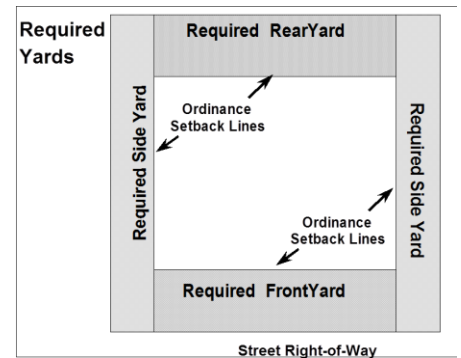 Required
Yards
Required RearYard
Ordinance
Setback Lines
Required Side Yard
Required Side Yard
Ordinance
Setback Lines
Required FrontYard
Street Right-of-Way